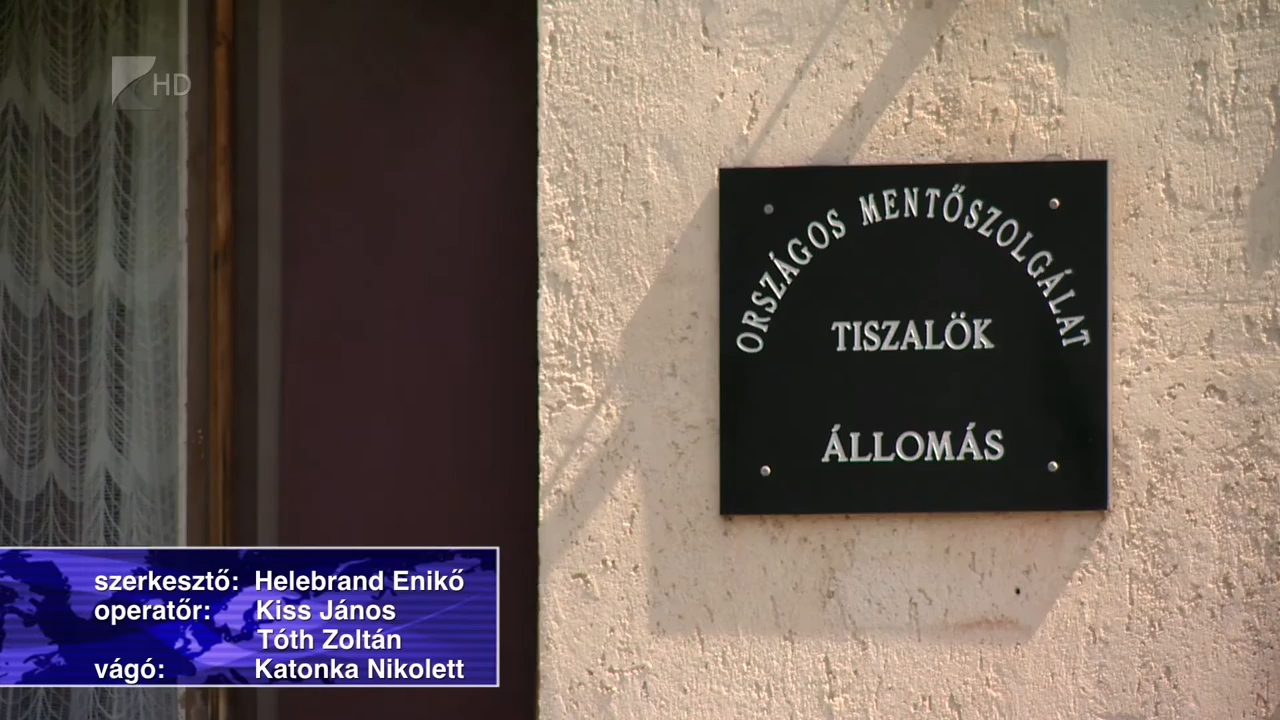 HD
ORSZÁGOS MENTŐSZOLGÁLAT
TISZALÖK
ÁLLOMÁS
szerkesztő: Helebrand Enikő
operatőr: Kiss János
Tóth Zoltán
vágó: Katonka Nikolett